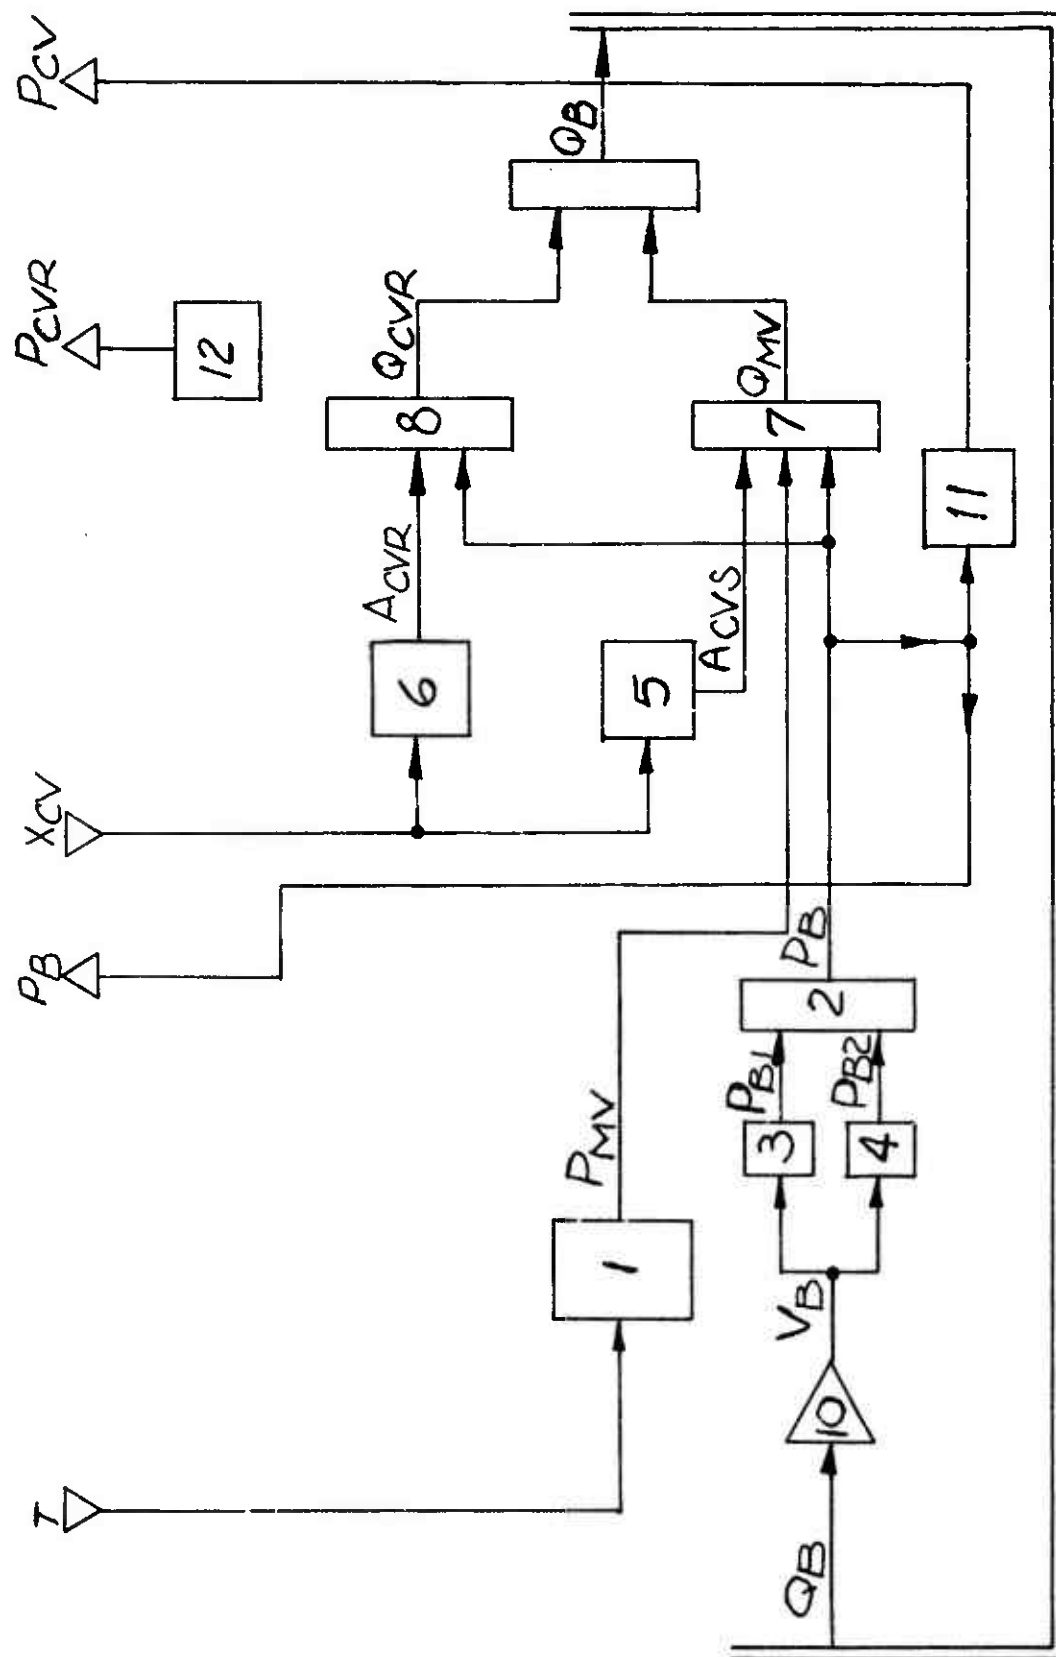 T
P_B
X_CV
P_CVR
P_CV
6
A_CVR
8
Q_CVR
12
Q_B
1
P_MV
5
A_CVS
7
Q_MV
Q_B
10
V_B
3
P_B1
4
P_B2
2
P_B
11